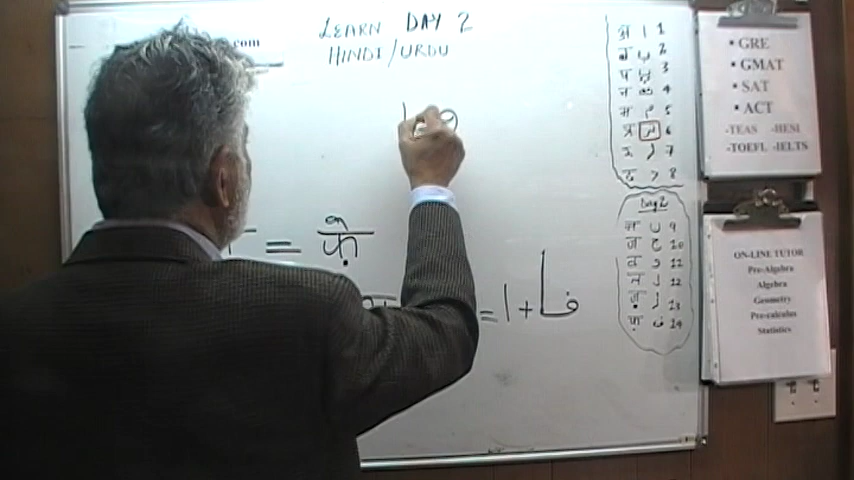 .com
LEARN DAY 2
HINDI/URDU
= फ़
= ا + فا
अ ا 1
ब ب 2
प پ 3
न ت 4
म م 5
6
7
8
Day 2
न ن 9
ज ج 10
व و 11
ल ل 12
ज़ ز 13
फ़ ف 14
• GRE
• GMAT
• SAT
• ACT
-TEAS -HESI
-TOEFL -IELTS
ON-LINE TUTOR
Pre-Algebra
Algebra
Geometry
Pre-calculus
Statistics